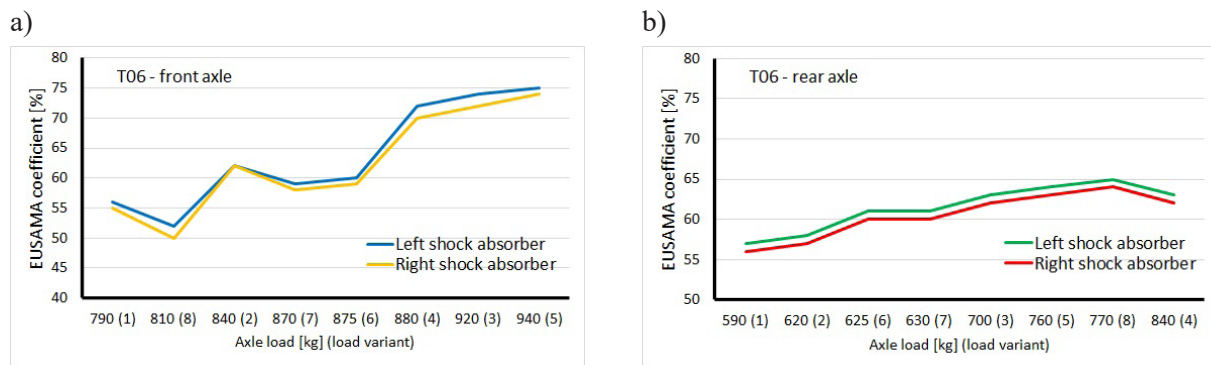 a)
T06 - front axle
EUSAMA coefficient [%]
80
75
70
65
60
55
50
45
40
Left shock absorber
Right shock absorber
790 (1) 810 (8) 840 (2) 870 (7) 875 (6) 880 (4) 920 (3) 940 (5)
Axle load [kg] (load variant)
b)
T06 - rear axle
EUSAMA coefficient [%]
80
75
70
65
60
55
50
Left shock absorber
Right shock absorber
590 (1) 620 (2) 625 (6) 630 (7) 700 (3) 760 (5) 770 (8) 840 (4)
Axle load [kg] (load variant)